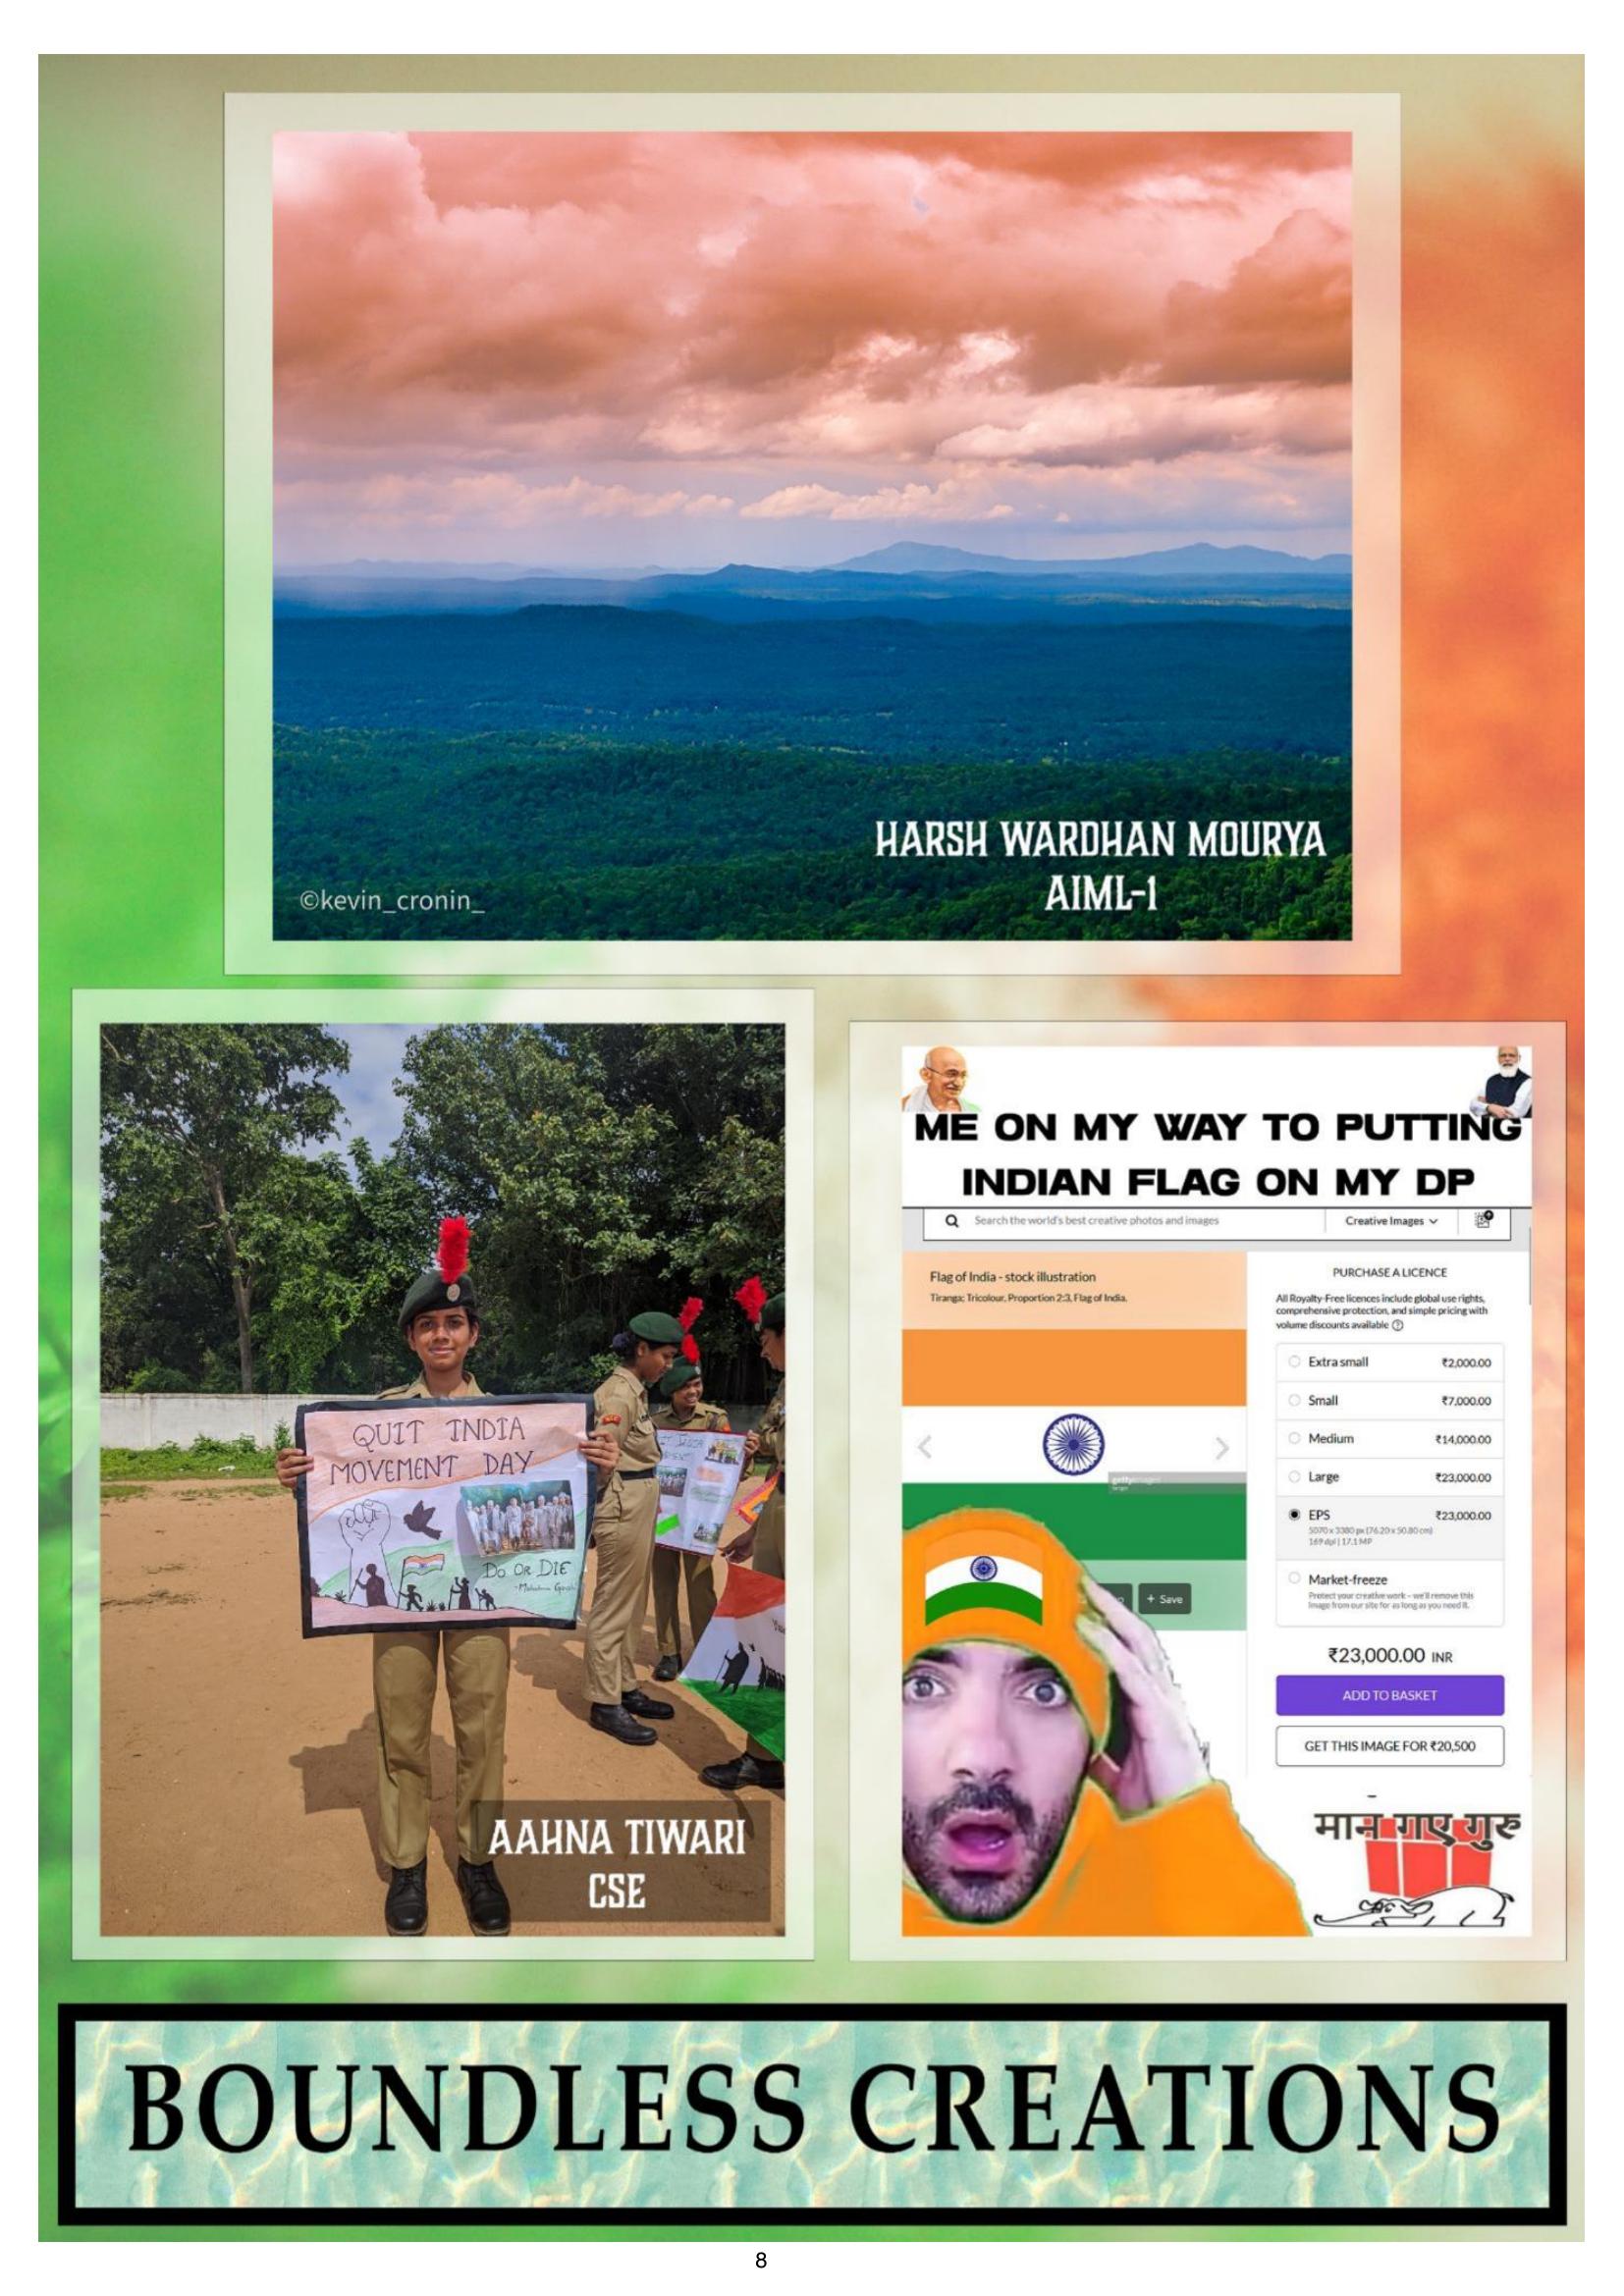 HARSH WARDHAN MOURYA
AIML-1
©kevin_cronin_
QUIT INDIA
MOVEMENT DAY
DO OR DIE
AAHNA TIWARI
CSE
ME ON MY WAY TO PUTTING
INDIAN FLAG ON MY DP
Search the world's best creative photos and images
Creative Images
Flag of India - stock illustration
Tiranga; Tricolour, Proportion 2:3, Flag of India.
PURCHASE A LICENCE
All Royalty-Free licences include global use rights,
comprehensive protection, and simple pricing with
volume discounts available ?
Extra small ₹2,000.00
Small ₹7,000.00
Medium ₹14,000.00
Large ₹23,000.00
EPS ₹23,000.00
5070 x 3380 px (76.20 x 50.80 cm)
169 dpi | 17.1 MP
Market-freeze
Protect your creative work – we'll remove this
image from our site for as long as you need it.
+ Save
₹23,000.00 INR
ADD TO BASKET
GET THIS IMAGE FOR ₹20,500
मान गए गुरु
BOUNDLESS CREATIONS
8